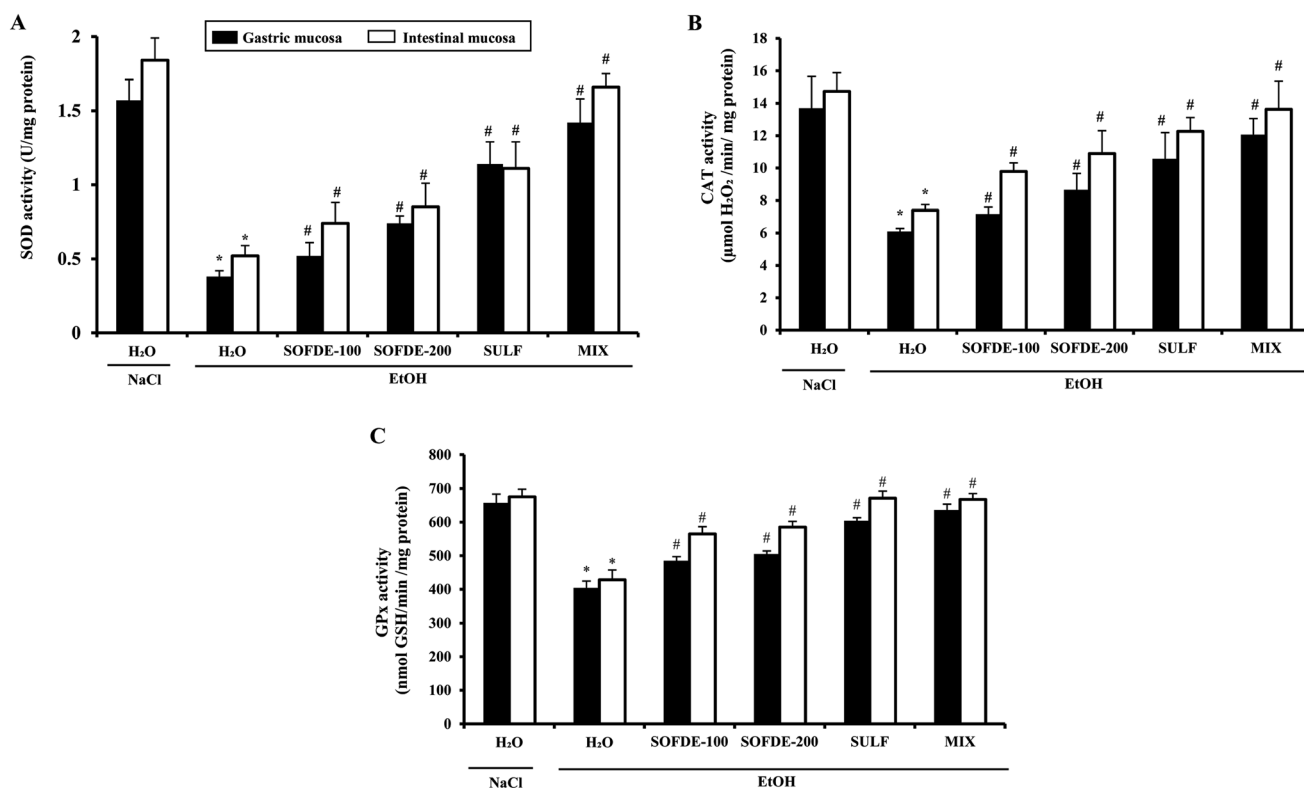 A
SOD activity (U/mg protein)
2
1.5
1
0.5
0
Gastric mucosa
Intestinal mucosa
* * # # # # # # # #
H₂O H₂O SOFDE-100 SOFDE-200 SULF MIX
NaCl EtOH
B
CAT activity
(µmol H₂O₂ /min/ mg protein)
18
16
14
12
10
8
6
4
2
0
* * # # # # # # # #
H₂O H₂O SOFDE-100 SOFDE-200 SULF MIX
NaCl EtOH
C
GPx activity
(nmol GSH/min /mg protein)
800
700
600
500
400
300
200
100
0
* * # # # # # # # #
H₂O H₂O SOFDE-100 SOFDE-200 SULF MIX
NaCl EtOH